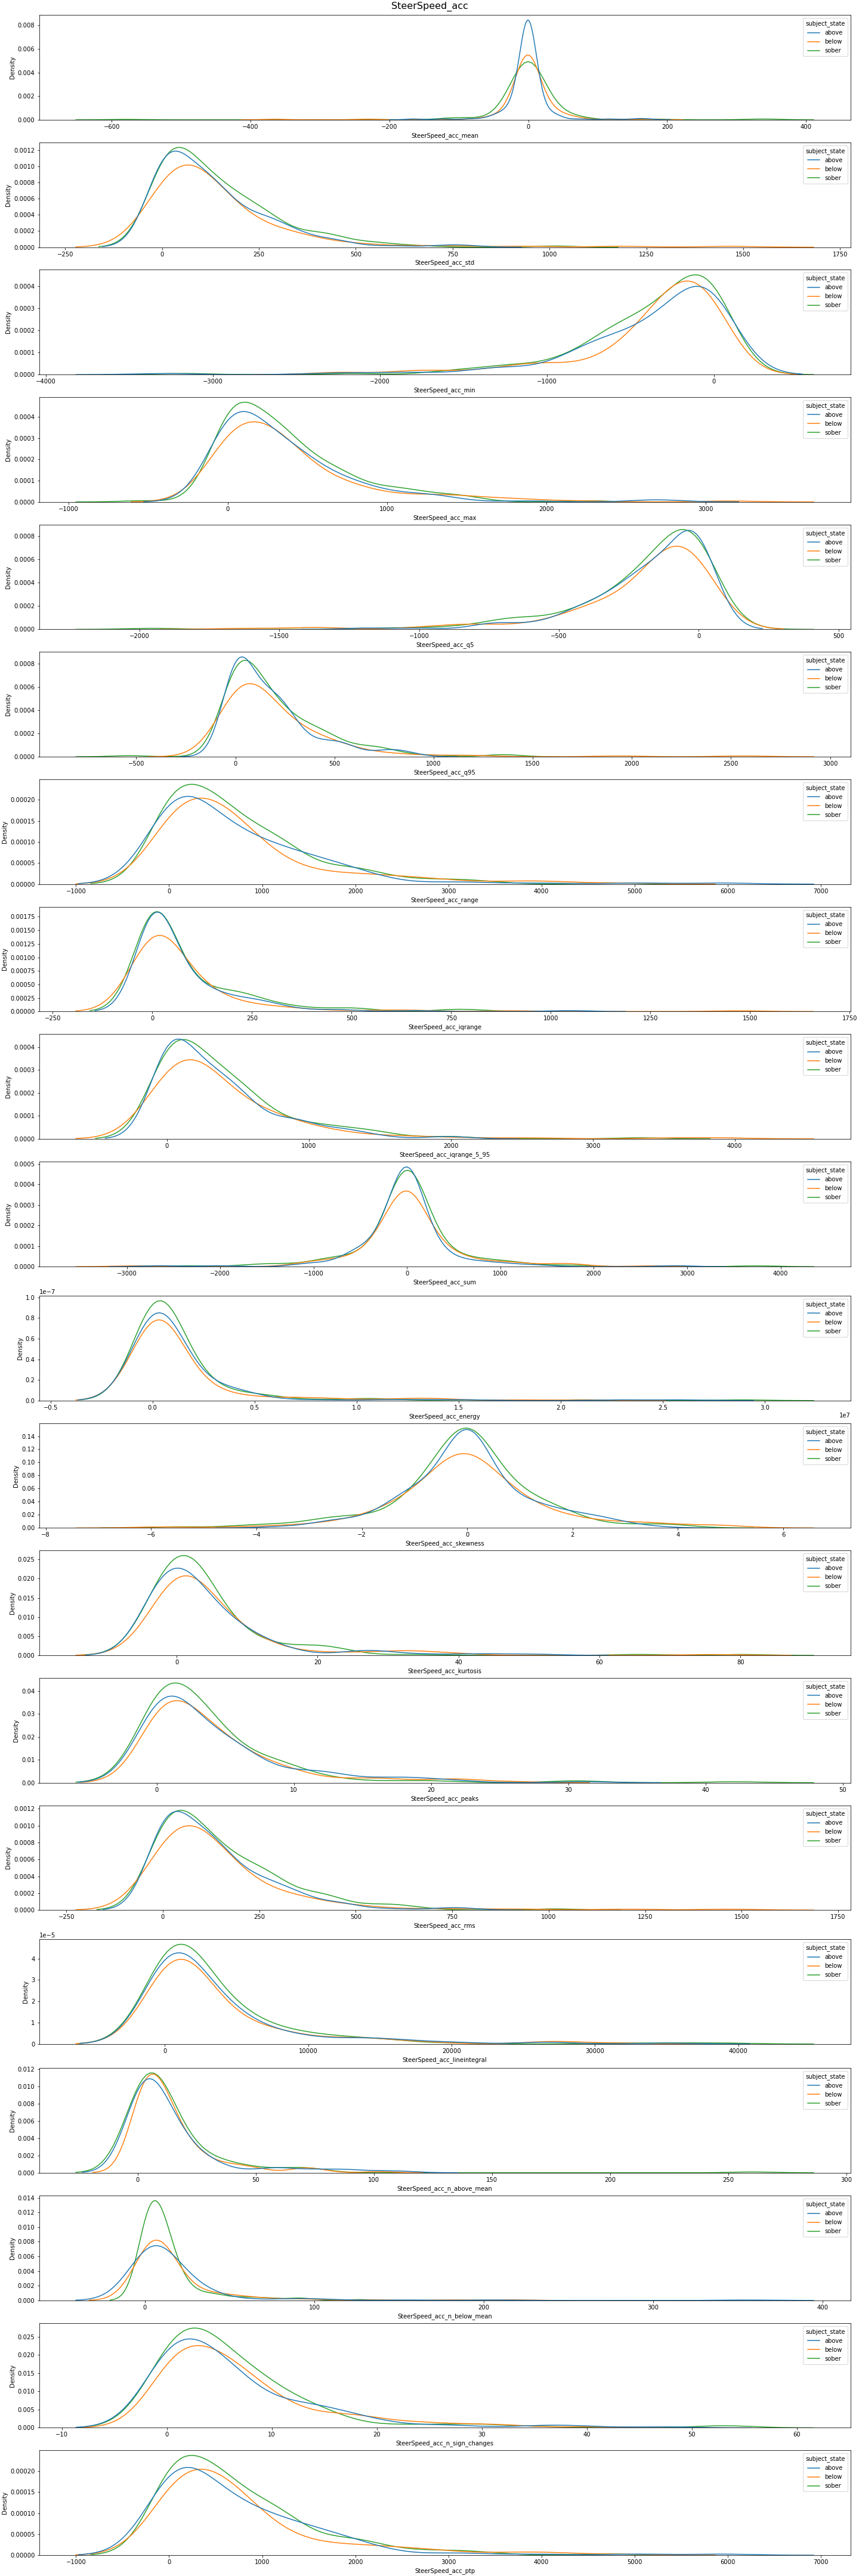 SteerSpeed_acc
subject_state
above
below
sober
0.008
0.006
0.004
0.002
0.000
Density
−600
−400
−200
0
200
400
SteerSpeed_acc_mean
subject_state
above
below
sober
0.0012
0.0010
0.0008
0.0006
0.0004
0.0002
0.0000
Density
−250
0
250
500
750
1000
1250
1500
1750
SteerSpeed_acc_std
subject_state
above
below
sober
0.0004
0.0003
0.0002
0.0001
0.0000
Density
−4000
−3000
−2000
−1000
0
SteerSpeed_acc_min
subject_state
above
below
sober
0.0004
0.0003
0.0002
0.0001
0.0000
Density
−1000
0
1000
2000
3000
SteerSpeed_acc_max
subject_state
above
below
sober
0.0008
0.0006
0.0004
0.0002
0.0000
Density
−2000
−1500
−1000
−500
0
500
SteerSpeed_acc_q5
subject_state
above
below
sober
0.0008
0.0006
0.0004
0.0002
0.0000
Density
−500
0
500
1000
1500
2000
2500
3000
SteerSpeed_acc_q95
subject_state
above
below
sober
0.00020
0.00015
0.00010
0.00005
0.00000
Density
−1000
0
1000
2000
3000
4000
5000
6000
7000
SteerSpeed_acc_range
subject_state
above
below
sober
0.00175
0.00150
0.00125
0.00100
0.00075
0.00050
0.00025
0.00000
Density
−250
0
250
500
750
1000
1250
1500
1750
SteerSpeed_acc_iqrange
subject_state
above
below
sober
0.0004
0.0003
0.0002
0.0001
0.0000
Density
0
1000
2000
3000
4000
SteerSpeed_acc_iqrange_5_95
subject_state
above
below
sober
0.0005
0.0004
0.0003
0.0002
0.0001
0.0000
Density
−3000
−2000
−1000
0
1000
2000
3000
4000
SteerSpeed_acc_sum
1e−7
subject_state
above
below
sober
1.0
0.8
0.6
0.4
0.2
0.0
Density
−0.5
0.0
0.5
1.0
1.5
2.0
2.5
3.0
1e7
SteerSpeed_acc_energy
subject_state
above
below
sober
0.14
0.12
0.10
0.08
0.06
0.04
0.02
0.00
Density
−8
−6
−4
−2
0
2
4
6
SteerSpeed_acc_skewness
subject_state
above
below
sober
0.025
0.020
0.015
0.010
0.005
0.000
Density
0
20
40
60
80
SteerSpeed_acc_kurtosis
subject_state
above
below
sober
0.04
0.03
0.02
0.01
0.00
Density
0
10
20
30
40
50
SteerSpeed_acc_peaks
subject_state
above
below
sober
0.0012
0.0010
0.0008
0.0006
0.0004
0.0002
0.0000
Density
−250
0
250
500
750
1000
1250
1500
1750
SteerSpeed_acc_rms
1e−5
subject_state
above
below
sober
4
3
2
1
0
Density
0
10000
20000
30000
40000
SteerSpeed_acc_lineintegral
subject_state
above
below
sober
0.012
0.010
0.008
0.006
0.004
0.002
0.000
Density
0
50
100
150
200
250
300
SteerSpeed_acc_n_above_mean
subject_state
above
below
sober
0.014
0.012
0.010
0.008
0.006
0.004
0.002
0.000
Density
0
100
200
300
400
SteerSpeed_acc_n_below_mean
subject_state
above
below
sober
0.025
0.020
0.015
0.010
0.005
0.000
Density
−10
0
10
20
30
40
50
60
SteerSpeed_acc_n_sign_changes
subject_state
above
below
sober
0.00020
0.00015
0.00010
0.00005
0.00000
Density
−1000
0
1000
2000
3000
4000
5000
6000
7000
SteerSpeed_acc_ptp